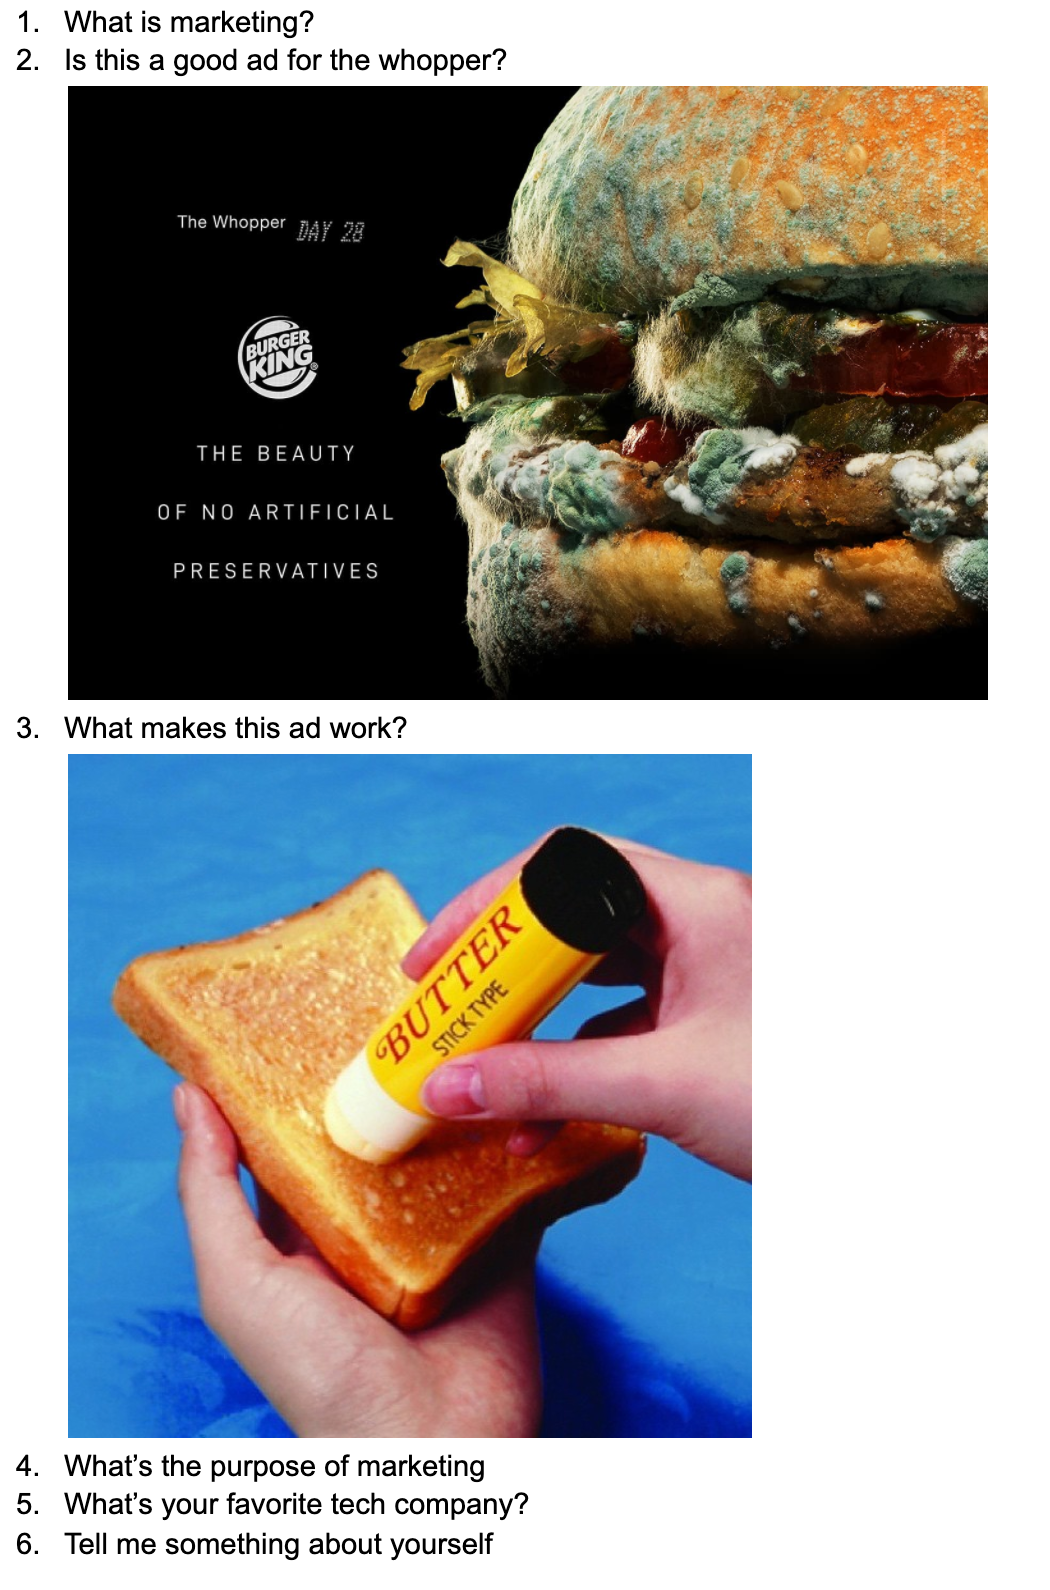 1. What is marketing?
2. Is this a good ad for the whopper?
The Whopper DAY 28
BURGER
KING®
THE BEAUTY
OF NO ARTIFICIAL
PRESERVATIVES
3. What makes this ad work?
BUTTER
STICK TYPE
4. What’s the purpose of marketing
5. What’s your favorite tech company?
6. Tell me something about yourself